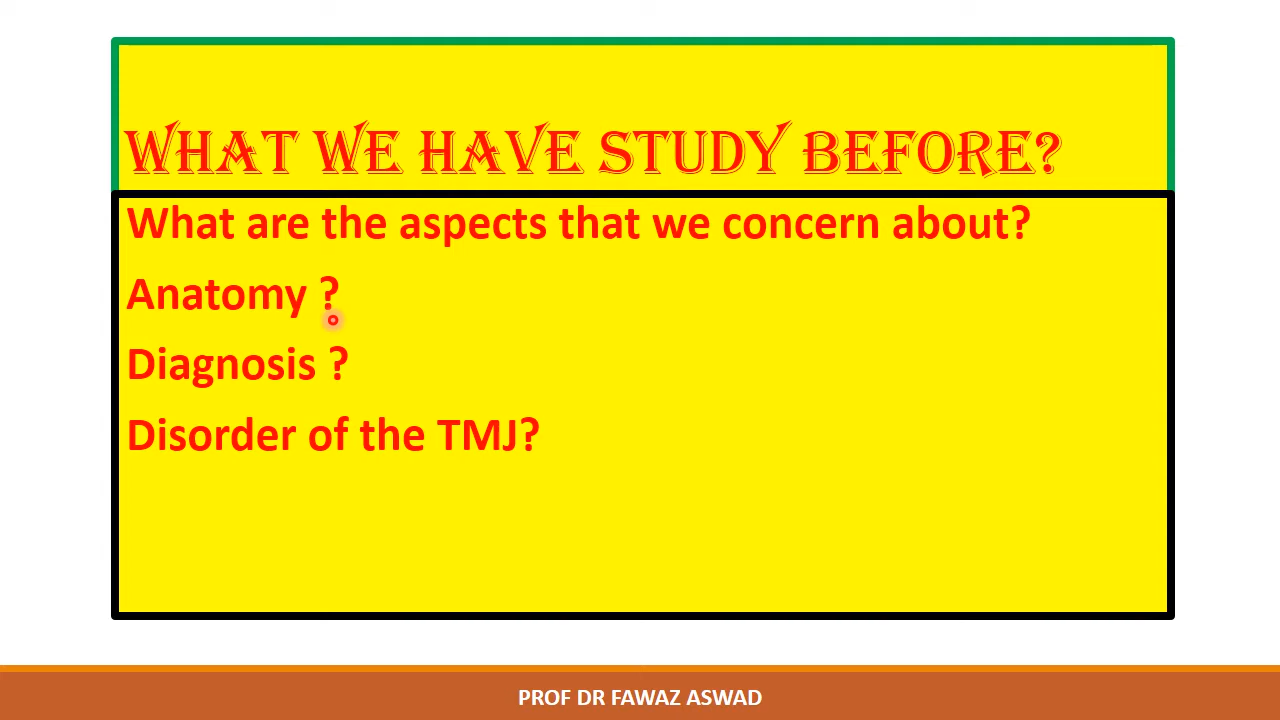 WHAT WE HAVE STUDY BEFORE?
What are the aspects that we concern about?
Anatomy ?
Diagnosis ?
Disorder of the TMJ?
PROF DR FAWAZ ASWAD